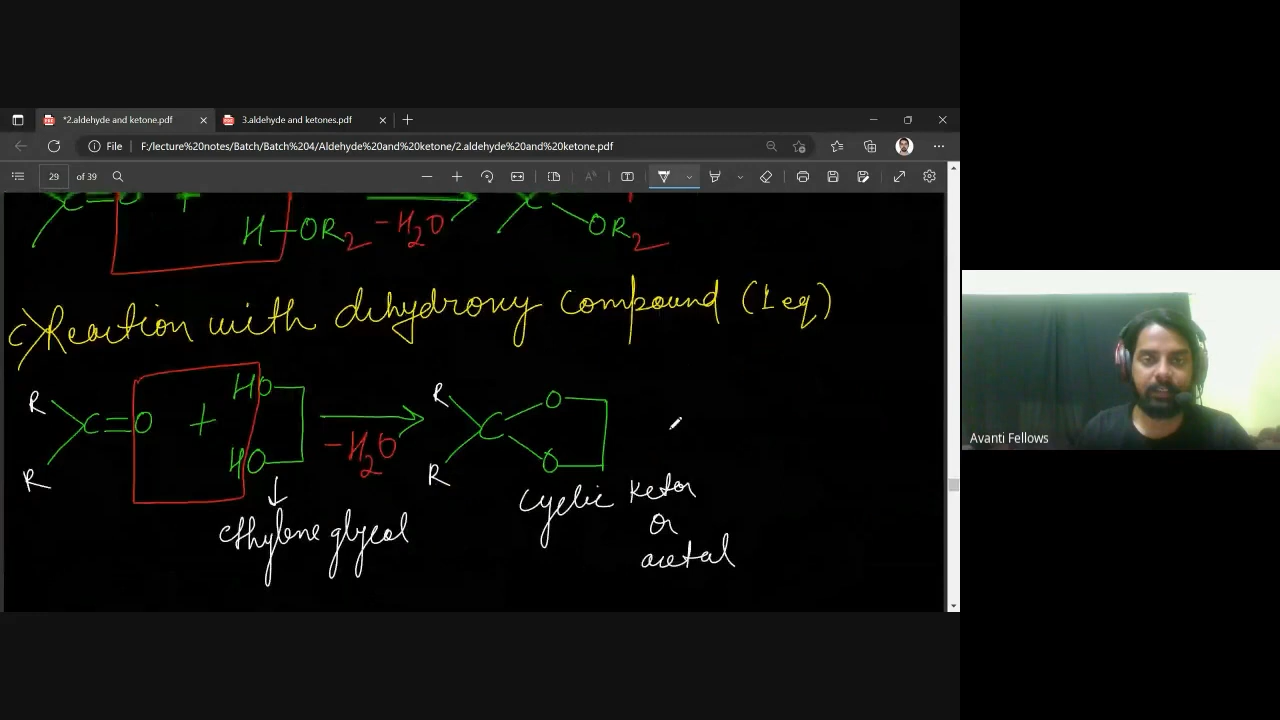 *2.aldehyde and ketone.pdf
3.aldehyde and ketones.pdf
File
F:/lecture%20notes/Batch/Batch%204/Aldehyde%20and%20ketone/2.aldehyde%20and%20ketone.pdf
29 of 39
C=O + H-OR2 -H2O C OR2
c) Reaction with dihydroxy compound (1eq)
R R C=O + HO HO -H2O R R C O O
ethylene glycol
cyclic
or
acetal
Avanti Fellows